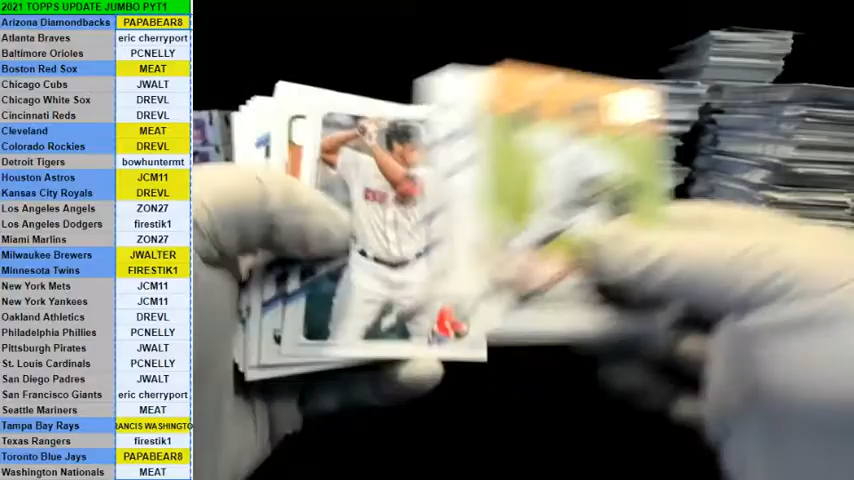 2021 TOPPS UPDATE JUMBO PYT1
Arizona Diamondbacks PAPABEAR8
Atlanta Braves eric cherryport
Baltimore Orioles PCNELLY
Boston Red Sox MEAT
Chicago Cubs JWALT
Chicago White Sox DREVL
Cincinnati Reds DREVL
Cleveland MEAT
Colorado Rockies DREVL
Detroit Tigers bowhuntermt
Houston Astros JCM11
Kansas City Royals DREVL
Los Angeles Angels ZON27
Los Angeles Dodgers firestik1
Miami Marlins ZON27
Milwaukee Brewers JWALTER
Minnesota Twins FIRESTIK1
New York Mets JCM11
New York Yankees JCM11
Oakland Athletics DREVL
Philadelphia Phillies PCNELLY
Pittsburgh Pirates JWALT
St. Louis Cardinals PCNELLY
San Diego Padres JWALT
San Francisco Giants eric cherryport
Seattle Mariners MEAT
Tampa Bay Rays RANCIS WASHINGTO
Texas Rangers firestik1
Toronto Blue Jays PAPABEAR8
Washington Nationals MEAT